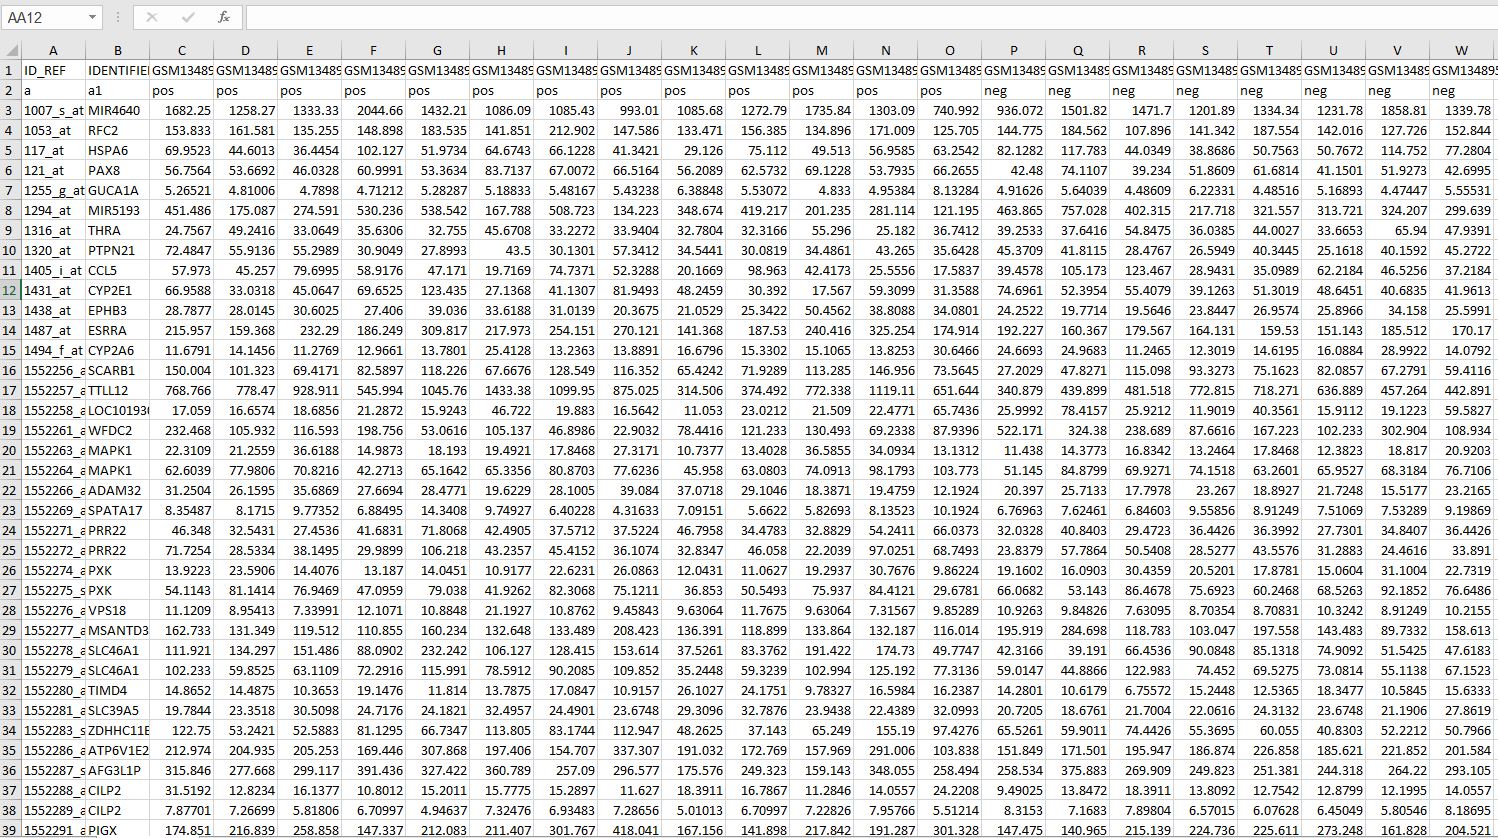 AA12 fx
A B C D E F G H I J K L M N O P Q R S T U V W
1 ID_REF IDENTIFIE GSM13489 GSM13489 GSM13489 GSM13489 GSM13489 GSM13489 GSM13489 GSM13489 GSM13489 GSM13489 GSM13489 GSM13489 GSM13489 GSM13489 GSM13489 GSM13489 GSM13489 GSM13489 GSM13489 GSM13489 GSM13489
2 a a1 pos pos pos pos pos pos pos pos pos pos pos pos pos neg neg neg neg neg neg neg neg
3 1007_s_at MIR4640 1682.25 1258.27 1333.33 2044.66 1432.21 1086.09 1085.43 993.01 1085.68 1272.79 1735.84 1303.09 740.992 936.072 1501.82 1471.7 1201.89 1334.34 1231.78 1858.81 1339.78
4 1053_at RFC2 153.833 161.581 135.255 148.898 183.535 141.851 212.902 147.586 133.471 156.385 134.896 171.009 125.705 144.775 184.562 107.896 141.342 187.554 142.016 127.726 152.844
5 117_at HSPA6 69.9523 44.6013 36.4454 102.127 51.9734 64.6743 66.1228 41.3421 29.126 75.112 49.513 56.9585 63.2542 82.1282 117.783 44.0349 38.8686 50.7563 50.7672 114.752 77.2804
6 121_at PAX8 56.7564 53.6692 46.0328 60.9991 53.3634 83.7137 67.0072 66.5164 56.2089 62.5732 69.1228 53.7935 66.2655 42.48 74.1107 39.234 51.8609 61.6814 41.1501 51.9273 42.6995
7 1255_g_at GUCA1A 5.26521 4.81006 4.7898 4.71212 5.28287 5.18833 5.48167 5.43238 6.38848 5.53072 4.833 4.95384 8.13284 4.91626 5.64039 4.48609 6.22331 4.48516 5.16893 4.47447 5.55531
8 1294_at MIR5193 451.486 175.087 274.591 530.236 538.542 167.788 508.723 134.223 348.674 419.217 201.235 281.114 121.195 463.865 757.028 402.315 217.718 321.557 313.721 324.207 299.639
9 1316_at THRA 24.7567 49.2416 33.0649 35.6306 32.755 45.6708 33.2272 33.9404 32.7804 32.3166 55.296 25.182 36.7412 39.2533 37.6416 54.8475 36.0385 44.0027 33.6653 65.94 47.9391
10 1320_at PTPN21 72.4847 55.9136 55.2989 30.9049 27.8993 43.5 30.1301 57.3412 34.5441 30.0819 34.4861 43.265 35.6428 45.3709 41.8115 28.4767 26.5949 40.3445 25.1618 40.1592 45.2722
11 1405_i_at CCL5 57.973 45.257 79.6995 58.9176 47.171 19.7169 74.7371 52.3288 20.1669 98.963 42.4173 25.5556 17.5837 39.4578 105.173 123.467 28.9431 35.0989 62.2184 46.5256 37.2184
12 1431_at CYP2E1 66.9588 33.0318 45.0647 69.6525 123.435 27.1368 41.1307 81.9493 48.2459 30.392 17.567 59.3099 31.3588 74.6961 52.3954 55.4079 39.1263 51.3019 48.6451 40.6835 41.9613
13 1438_at EPHB3 28.7877 28.0145 30.6025 27.406 39.036 33.6188 31.0139 20.3675 21.0529 25.3422 50.4562 38.8088 34.0801 24.2522 19.7714 19.5646 23.8447 26.9574 25.8966 34.158 25.5991
14 1487_at ESRRA 215.957 159.368 232.29 186.249 309.817 217.973 254.151 270.121 141.368 187.53 240.416 325.254 174.914 192.227 160.367 179.567 164.131 159.53 151.143 185.512 170.17
15 1494_f_at CYP2A6 11.6791 14.1456 11.2769 12.9661 13.7801 25.4128 13.2363 13.8891 16.6796 15.3302 15.1065 13.8253 30.6466 24.6693 24.9683 11.2465 12.3019 14.6195 16.0884 28.9922 14.0792
16 1552256_a SCARB1 150.004 101.323 69.4171 82.5897 118.226 67.6676 128.549 116.352 65.4242 71.9289 113.285 146.956 73.5645 27.2029 47.8271 115.098 93.3273 75.1623 82.0857 67.2791 59.4116
17 1552257_a TTLL12 768.766 778.47 928.911 545.994 1045.76 1433.38 1099.95 875.025 314.506 374.492 772.338 1119.11 651.644 340.879 439.899 481.518 772.815 718.271 636.889 457.264 442.891
18 1552258_a LOC101930 17.059 16.6574 18.6856 21.2872 15.9243 46.722 19.883 16.5642 11.053 23.0212 21.509 22.4771 65.7436 25.9992 78.4157 25.9212 11.9019 40.3561 15.9112 19.1223 59.5827
19 1552261_a WFDC2 232.468 105.932 116.593 198.756 53.0616 105.137 46.8986 22.9032 78.4416 121.233 130.493 69.2338 87.9396 522.171 324.38 238.689 87.6616 167.223 102.233 302.904 108.934
20 1552263_a MAPK1 22.3109 21.2559 36.6188 14.9873 18.193 19.4921 17.8468 27.3171 10.7377 13.4028 36.5855 34.0934 13.1312 11.438 14.3773 16.8342 13.2464 17.8468 12.3823 18.817 20.9203
21 1552264_a MAPK1 62.6039 77.9806 70.8216 42.2713 65.1642 65.3356 80.8703 77.6236 45.958 63.0803 74.0913 98.1793 103.773 51.145 84.8799 69.9271 74.1518 63.2601 65.9527 68.3184 76.7106
22 1552266_a ADAM32 31.2504 26.1595 35.6869 27.6694 28.4771 19.6229 28.1005 39.084 37.0718 29.1046 18.3871 19.4759 12.1924 20.397 25.7133 17.7978 23.267 18.8927 21.7248 15.5177 23.2165
23 1552269_a SPATA17 8.35487 8.1715 9.77352 6.88495 14.3408 9.74927 6.40228 4.31633 7.09151 5.6622 5.82693 8.13523 10.1924 6.76963 7.62461 6.84603 9.55856 8.91249 7.51069 7.53289 9.19869
24 1552271_a PRR22 46.348 32.5431 27.4536 41.6831 71.8068 42.4905 37.5712 37.5224 46.7958 34.4783 32.8829 54.2411 66.0373 32.0328 40.8403 29.4723 36.4426 36.3992 27.7301 34.8407 36.4426
25 1552272_a PRR22 71.7254 28.5334 38.1495 29.9899 106.218 43.2357 45.4152 36.1074 32.8347 46.058 22.2039 97.0251 68.7493 23.8379 57.7864 50.5408 28.5277 43.5576 31.2883 24.4616 33.891
26 1552274_a PXK 13.9223 23.5906 14.4076 13.187 14.0451 10.9177 22.6231 26.0863 12.0431 11.0627 19.2937 30.7676 9.86224 19.1602 16.0903 30.4359 20.5201 17.8781 15.0604 31.1004 22.7319
27 1552275_s PXK 54.1143 81.1414 76.9469 47.0959 79.038 41.9262 82.3068 75.1211 36.853 50.5493 75.937 84.4121 29.6781 66.0682 53.143 86.4678 75.6923 60.2468 68.5263 92.1852 76.6486
28 1552276_a VPS18 11.1209 8.95413 7.33991 12.1071 10.8848 21.1927 10.8762 9.45843 9.63064 11.7675 9.63064 7.31567 9.85289 10.9263 9.84826 7.63095 8.70354 8.70831 10.3242 8.91249 10.2155
29 1552277_a MSANTD3 162.733 131.349 119.512 110.855 160.234 132.648 133.489 208.423 136.391 118.899 133.864 132.187 116.014 195.919 284.698 118.783 103.047 197.558 143.483 89.7332 158.613
30 1552278_a SLC46A1 111.921 134.297 151.486 88.0902 232.242 106.127 128.415 153.614 37.5261 83.3762 191.422 174.73 49.7747 42.3166 39.191 66.4536 90.0848 85.1318 74.9092 51.5425 47.6183
31 1552279_a SLC46A1 102.233 59.8525 63.1109 72.2916 115.991 78.5912 90.2085 109.852 35.2448 59.3239 102.994 125.192 77.3136 59.0147 44.8866 122.983 74.452 69.5275 73.0814 55.1138 67.1523
32 1552280_a TIMD4 14.8652 14.4875 10.3653 19.1476 11.814 13.7875 17.0847 10.9157 26.1027 24.1751 9.78327 16.5984 16.2387 14.2801 10.6179 6.75572 15.2448 12.5365 18.3477 10.5845 15.6333
33 1552281_a SLC39A5 19.7844 23.3518 30.5098 24.7176 24.1821 32.4957 24.4901 23.6748 29.3096 32.7876 23.9438 22.4389 32.0993 20.7205 18.6761 21.7004 22.0616 24.3132 23.6748 21.1906 27.8619
34 1552283_s ZDHHC11E 122.75 53.2421 52.5883 81.1295 66.7347 113.805 83.1744 112.947 48.2625 37.143 65.249 155.19 97.4276 65.5261 59.9011 74.4426 55.3695 60.055 40.8303 52.2212 50.7966
35 1552286_a ATP6V1E2 212.974 204.935 205.253 169.446 307.868 197.406 154.707 337.307 191.032 172.769 157.969 291.006 103.838 151.849 171.501 195.947 186.874 226.858 185.621 221.852 201.584
36 1552287_s AFG3L1P 315.846 277.668 299.117 391.436 327.422 360.789 257.09 296.577 175.576 249.323 159.143 348.055 258.494 258.534 375.883 269.909 249.823 251.381 244.318 264.22 293.105
37 1552288_a CILP2 31.5192 12.8234 16.1377 10.8012 15.2011 15.7775 15.2897 11.627 18.3911 16.7867 11.2846 14.0557 24.2208 9.49025 13.8472 18.3911 13.8092 12.7542 12.8799 12.1995 14.0557
38 1552289_a CILP2 7.87701 7.26699 5.81806 6.70997 4.94637 7.32476 6.93483 7.28656 5.01013 6.70997 7.22826 7.95766 5.51214 8.3153 7.1683 7.89804 6.57015 6.07628 6.45049 5.80546 8.18695
39 1552291_a PIGX 174.851 216.839 258.858 147.337 212.083 211.407 301.767 418.041 167.156 141.898 217.842 191.287 301.328 147.475 140.965 215.139 224.736 225.611 273.248 161.828 204.521